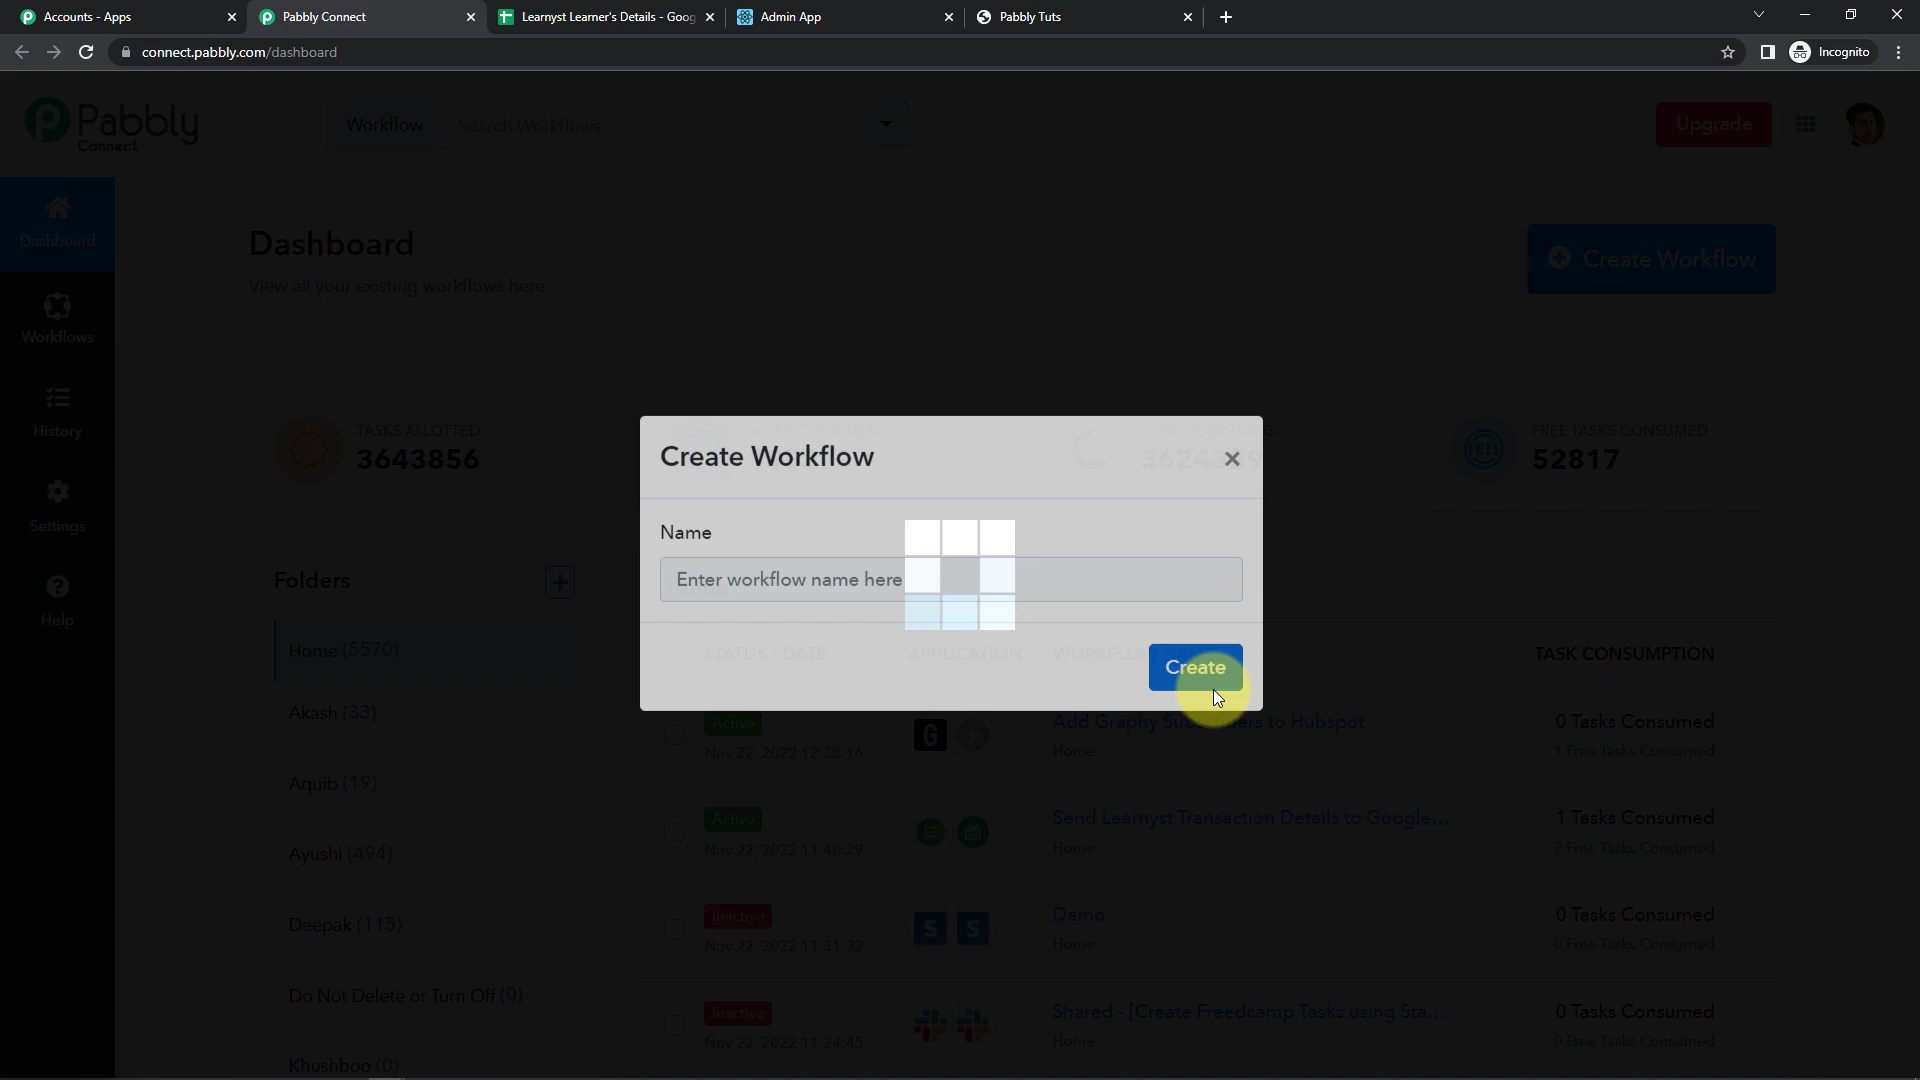 Accounts - Apps
Pabbly Connect
Learnyst Learner's Details - Goog
Admin App
Pabbly Tuts
connect.pabbly.com/dashboard
Incognito
Pabbly
Connect
Workflow
Search Workflows
Upgrade
Dashboard
Workflows
History
Settings
Help
Dashboard
View all your existing workflows here
Create Workflow
TASKS ALLOTTED
3643856
FREE TASKS CONSUMED
52817
FREE
Create Workflow
Name
Enter workflow name here
Create
Folders
Home (5570)
Akash (33)
Aquib (19)
Ayushi (494)
Deepak (115)
Do Not Delete or Turn Off (0)
Khushboo (0)
STATUS / DATE
APPLICATION
TASK CONSUMPTION
Active
Nov 22, 2022 12:38:16
G
Add Graphy Subscribers to Hubspot
Home
0 Tasks Consumed
1 Free Tasks Consumed
Active
Nov 22, 2022 11:48:29
Send Learnyst Transaction Details to Google...
Home
1 Tasks Consumed
2 Free Tasks Consumed
Inactive
Nov 22, 2022 11:31:32
S
S
Demo
Home
0 Tasks Consumed
0 Free Tasks Consumed
Inactive
Nov 22, 2022 11:24:45
Shared - [Create Freedcamp Tasks using Sta...
Home
0 Tasks Consumed
0 Free Tasks Consumed